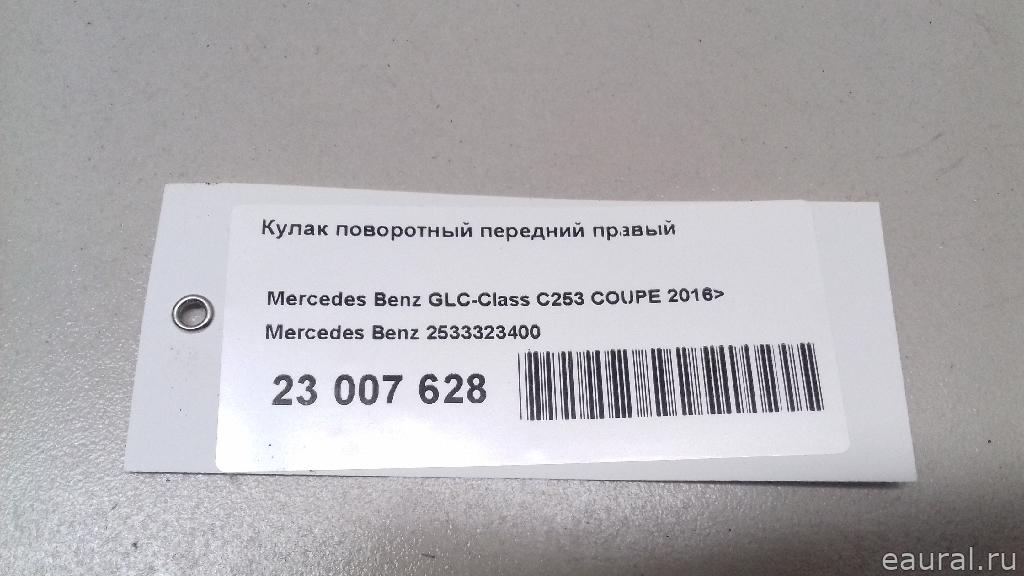 Кулак поворотный передний правый
Mercedes Benz GLC-Class C253 COUPE 2016>
Mercedes Benz 2533323400
23 007 628
eaural.ru